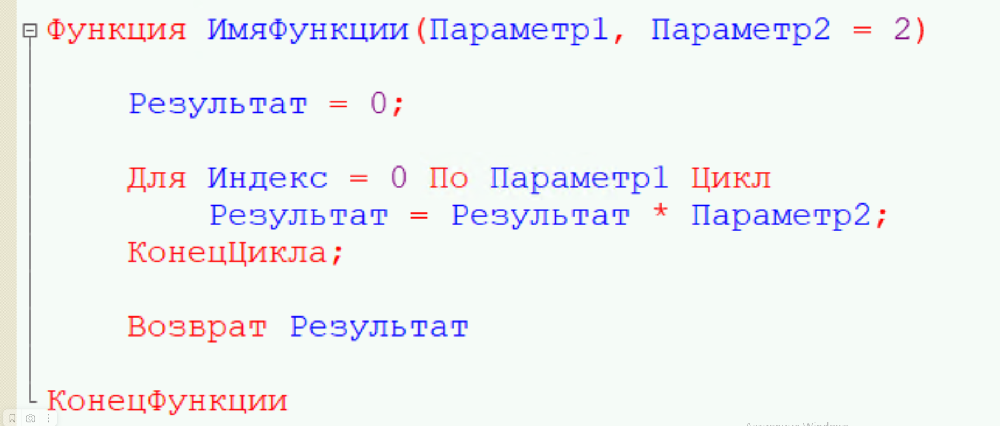 Функция ИмяФункции(Параметр1, Параметр2 = 2)
Результат = 0;
Для Индекс = 0 По Параметр1 Цикл
Результат = Результат * Параметр2;
КонецЦикла;
Возврат Результат
КонецФункции
Активация Windows